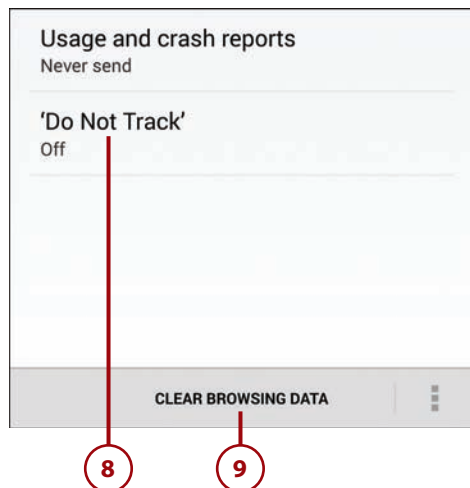 Usage and crash reports
Never send
‘Do Not Track’
Off
CLEAR BROWSING DATA
8
9